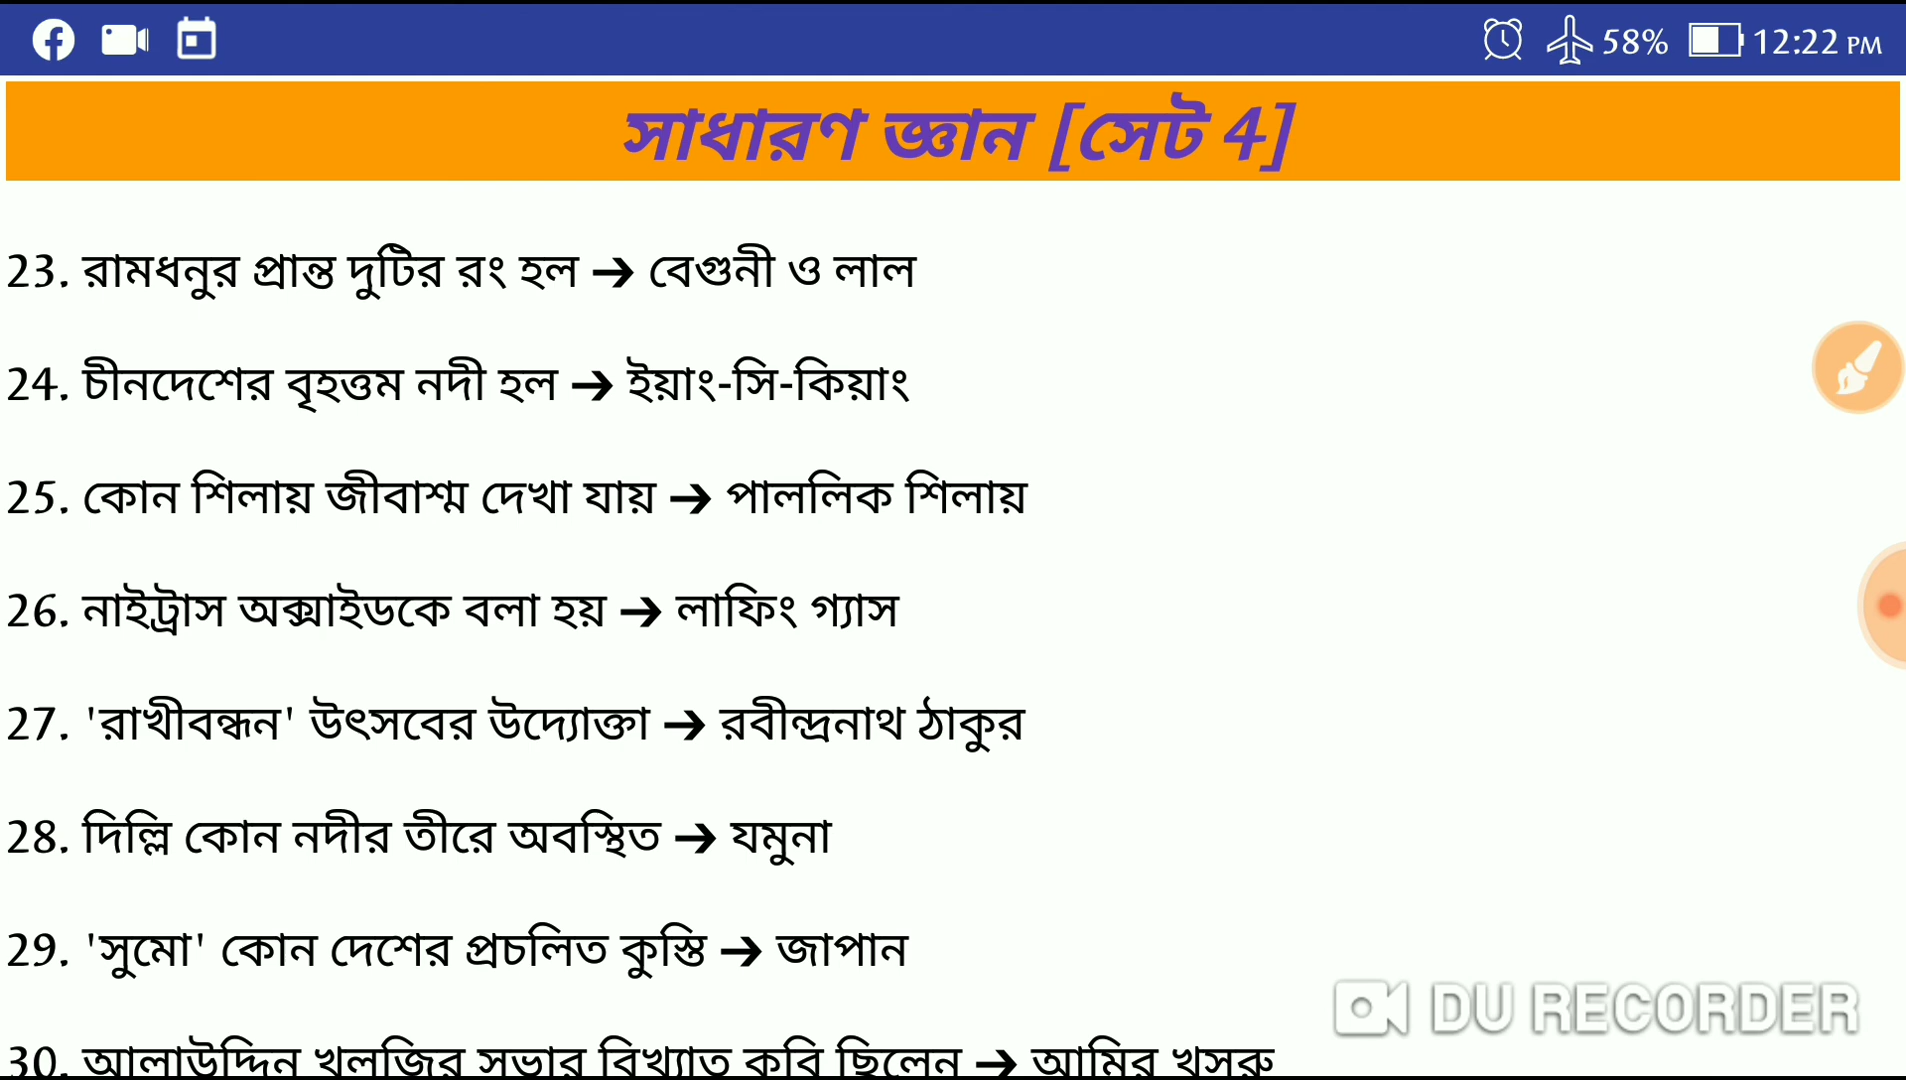 58% 12:22 PM
সাধারণ জ্ঞান [সেট 4]
23. রামধনুর প্রান্ত দুটির রং হল ➔ বেগুনী ও লাল
24. চীনদেশের বৃহত্তম নদী হল ➔ ইয়াং-সি-কিয়াং
25. কোন শিলায় জীবাশ্ম দেখা যায় ➔ পাললিক শিলায়
26. নাইট্রাস অক্সাইডকে বলা হয় ➔ লাফিং গ্যাস
27. 'রাখীবন্ধন' উৎসবের উদ্যোক্তা ➔ রবীন্দ্রনাথ ঠাকুর
28. দিল্লি কোন নদীর তীরে অবস্থিত ➔ যমুনা
29. 'সুমো' কোন দেশের প্রচলিত কুস্তি ➔ জাপান
DU RECORDER
30. আলাউদ্দিন খলজির সভার বিখ্যাত কবি ছিলেন ➔ আমির খসরু